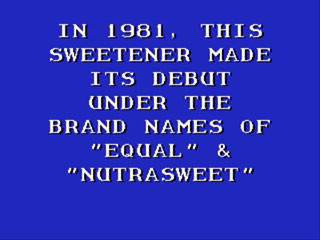 IN 1981, THIS
SWEETENER MADE
ITS DEBUT
UNDER THE
BRAND NAMES OF
"EQUAL" &
"NUTRASWEET"